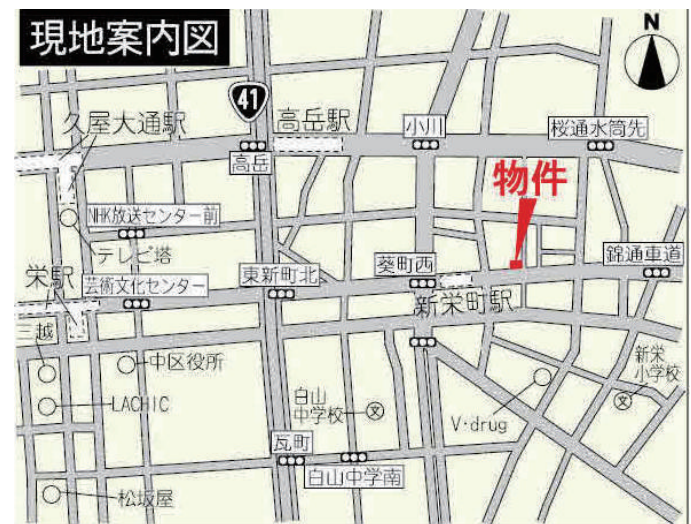 現地案内図
N
41
久屋大通駅
高岳駅
小川
桜通水筒先
高岳
物件
NHK放送センター前
テレビ塔
栄駅
芸術文化センター
東新町北
葵町西
錦通車道
新栄町駅
三越
中区役所
新栄
小学校
文
LACHIC
白山
中学校
文
V・drug
瓦町
白山中学南
松坂屋